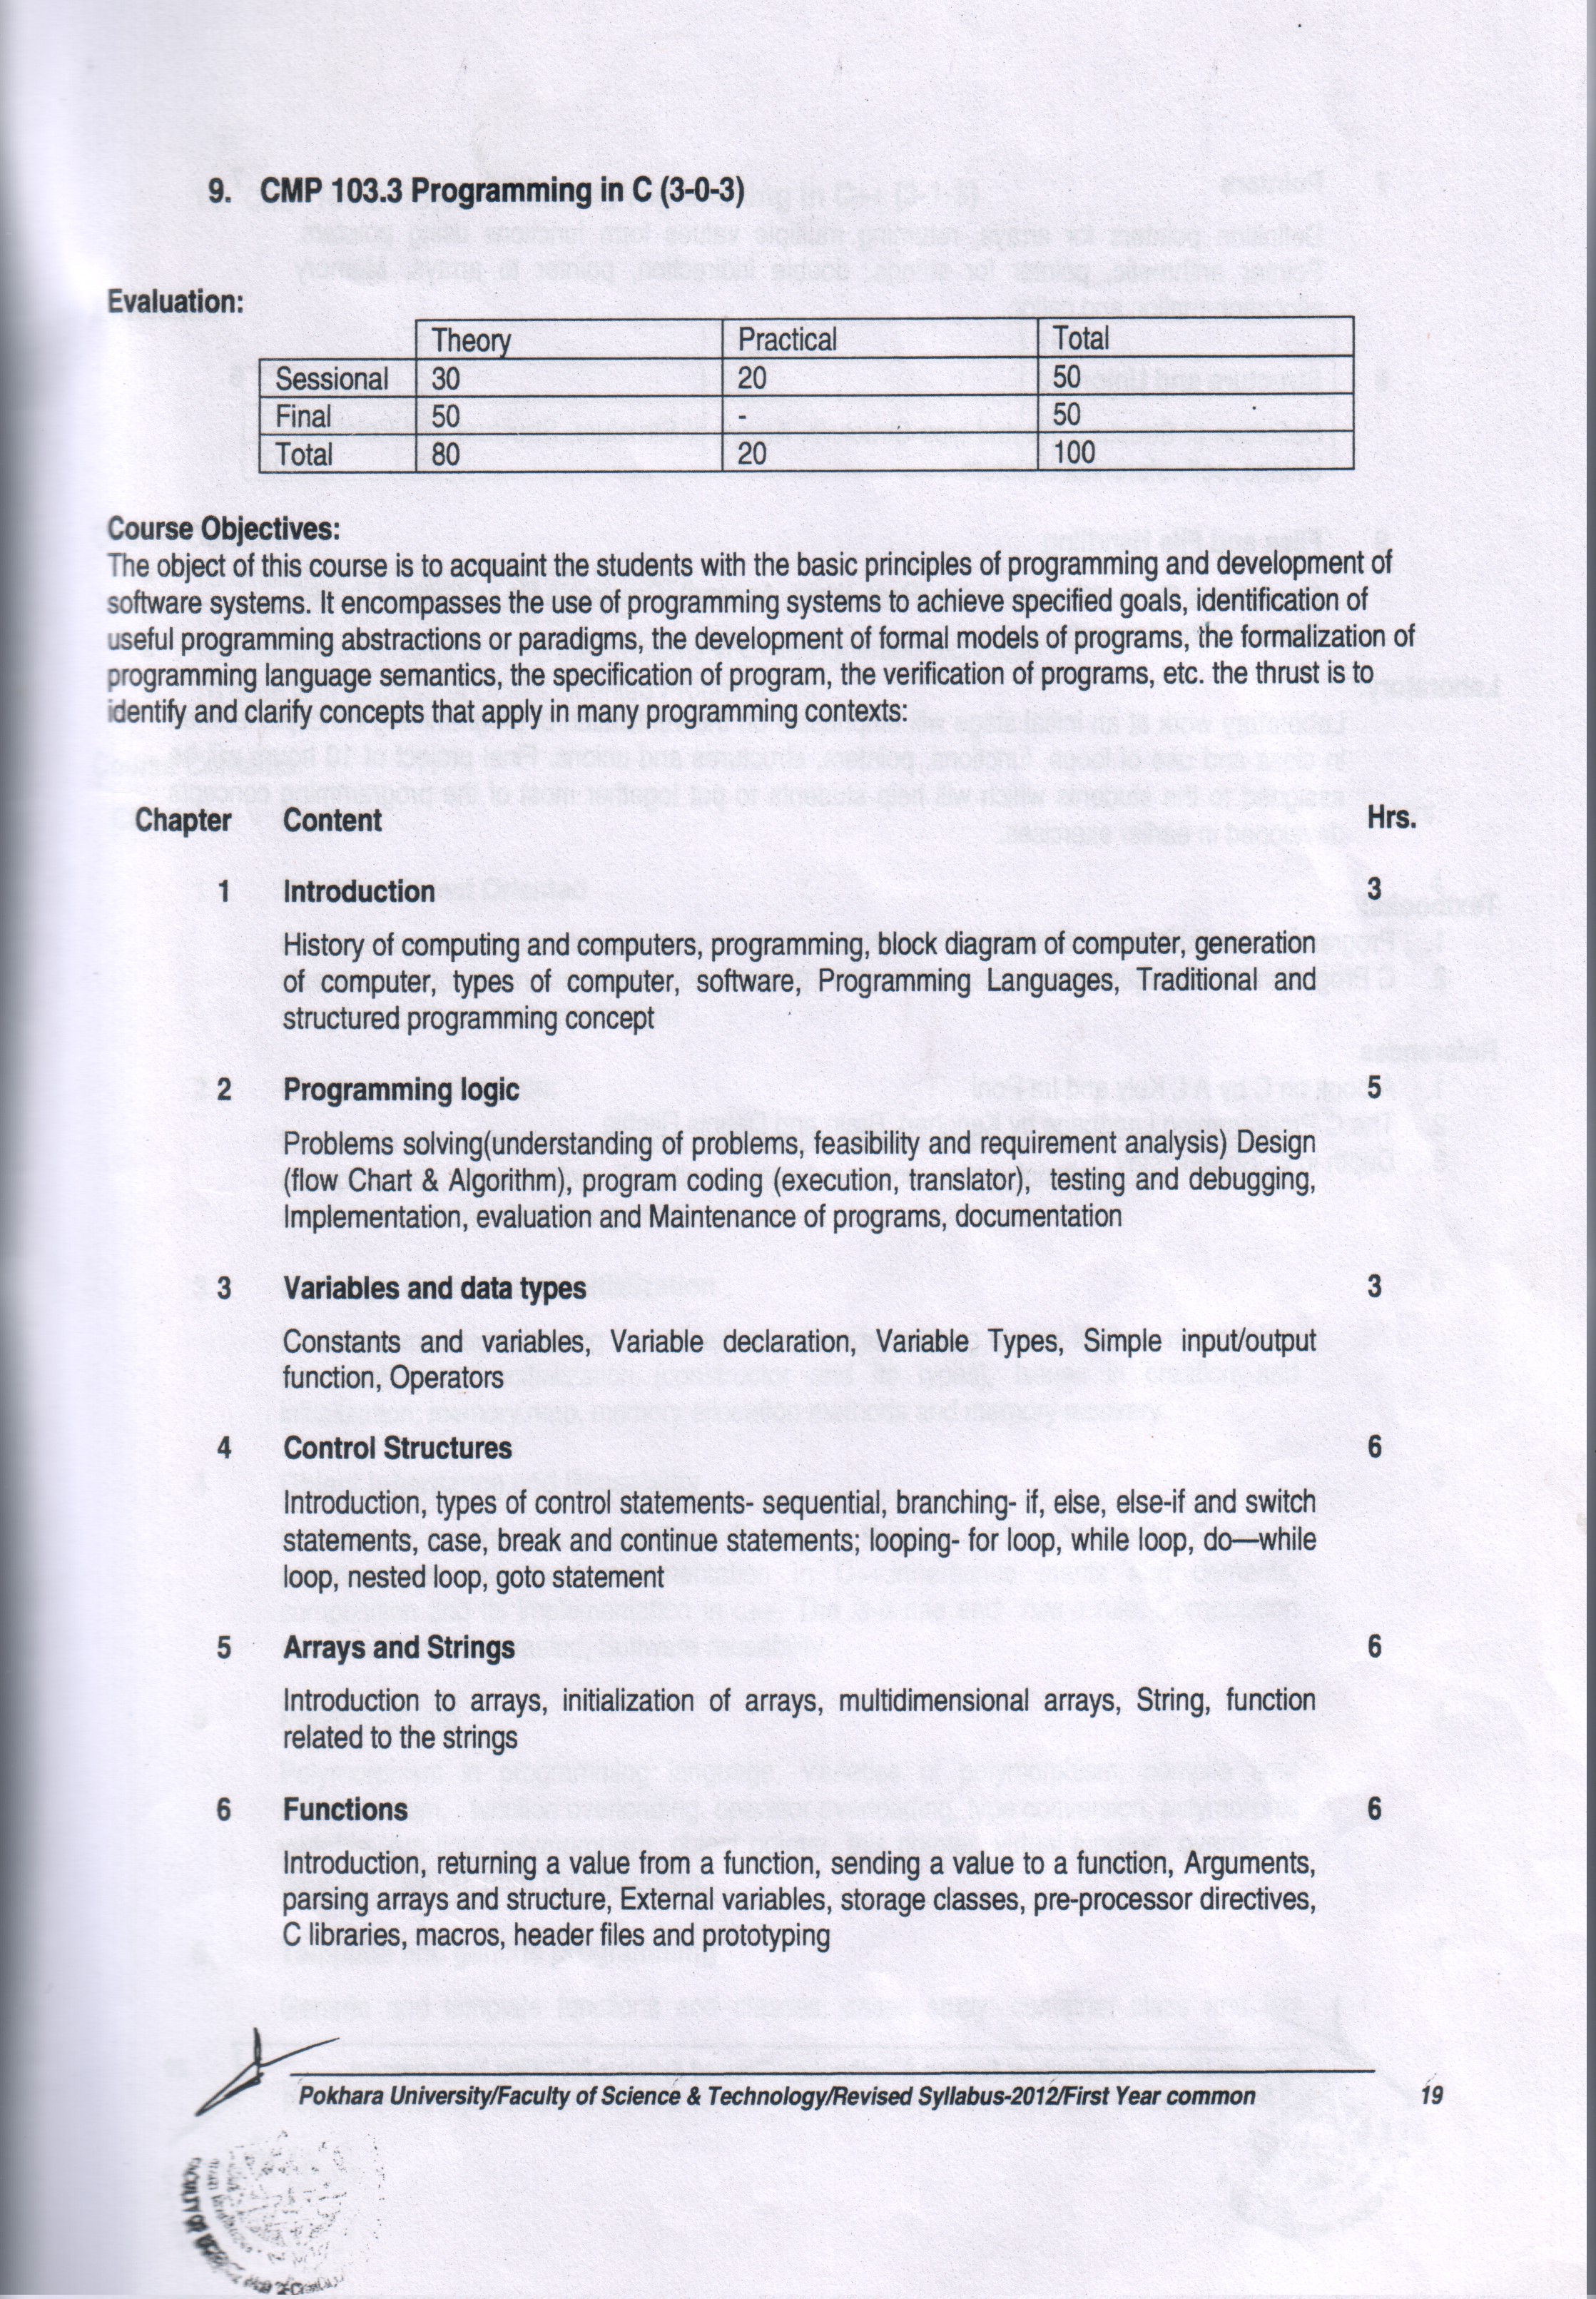 9. CMP 103.3 Programming in C (3-0-3)
Evaluation:
Theory Practical Total
Sessional 30 20 50
Final 50 - 50
Total 80 20 100
Course Objectives:
The object of this course is to acquaint the students with the basic principles of programming and development of
software systems. It encompasses the use of programming systems to achieve specified goals, identification of
useful programming abstractions or paradigms, the development of formal models of programs, the formalization of
programming language semantics, the specification of program, the verification of programs, etc. the thrust is to
identify and clarify concepts that apply in many programming contexts:
Chapter Content Hrs.
1 Introduction 3
History of computing and computers, programming, block diagram of computer, generation
of computer, types of computer, software, Programming Languages, Traditional and
structured programming concept
2 Programming logic 5
Problems solving(understanding of problems, feasibility and requirement analysis) Design
(flow Chart & Algorithm), program coding (execution, translator), testing and debugging,
Implementation, evaluation and Maintenance of programs, documentation
3 Variables and data types 3
Constants and variables, Variable declaration, Variable Types, Simple input/output
function, Operators
4 Control Structures 6
Introduction, types of control statements- sequential, branching- if, else, else-if and switch
statements, case, break and continue statements; looping- for loop, while loop, do—while
loop, nested loop, goto statement
5 Arrays and Strings 6
Introduction to arrays, initialization of arrays, multidimensional arrays, String, function
related to the strings
6 Functions 6
Introduction, returning a value from a function, sending a value to a function, Arguments,
parsing arrays and structure, External variables, storage classes, pre-processor directives,
C libraries, macros, header files and prototyping
Pokhara University/Faculty of Science & Technology/Revised Syllabus-2012/First Year common 19